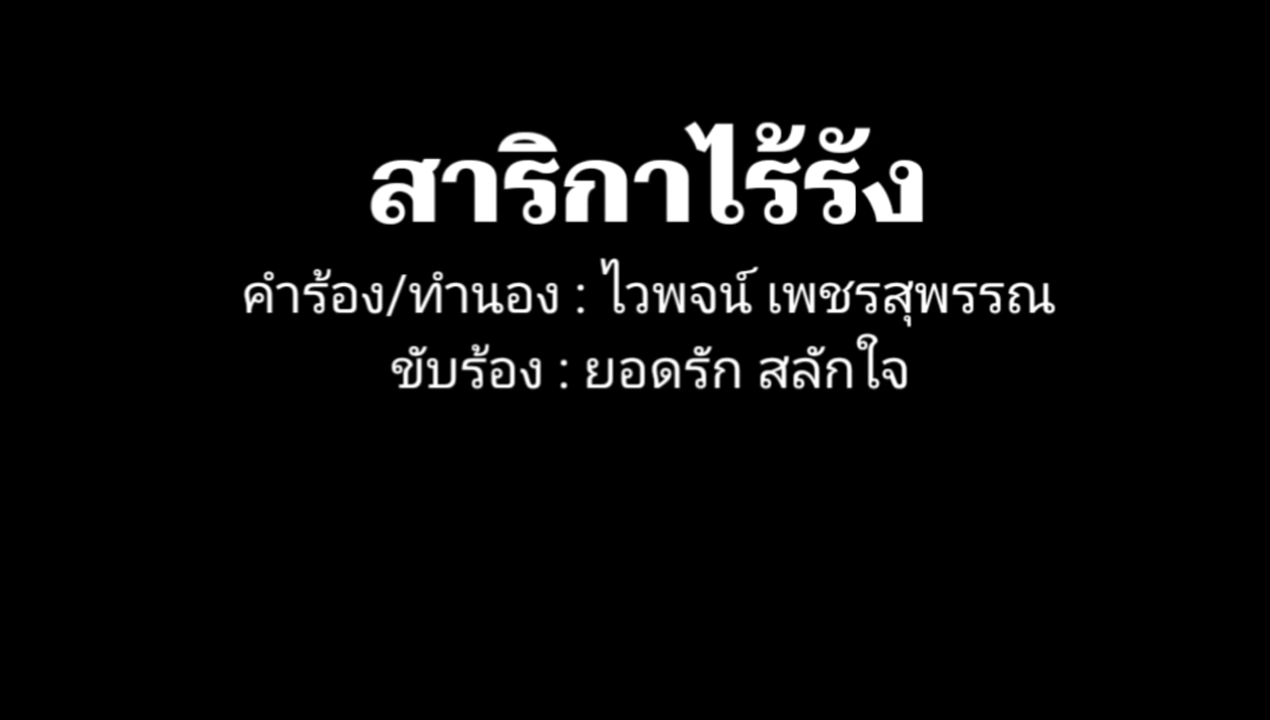 สาริกาไร้รัง
คำร้อง/ทำนอง : ไวพจน์ เพชรสุพรรณ
ขับร้อง : ยอดรัก สลักใจ